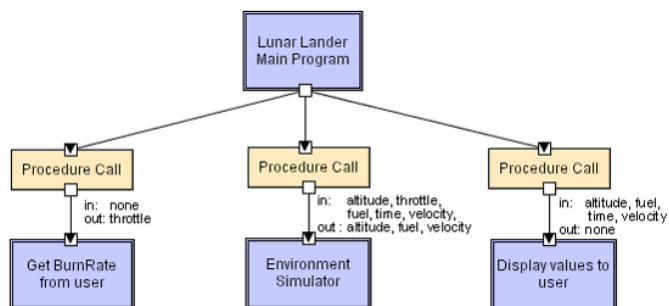 Lunar Lander
Main Program
Procedure Call
Procedure Call
Procedure Call
in: none
out: throttle
in: altitude, throttle,
fuel, time, velocity,
out : altitude, fuel, velocity
in: altitude, fuel,
time, velocity
out: none
Get BurnRate
from user
Environment
Simulator
Display values to
user